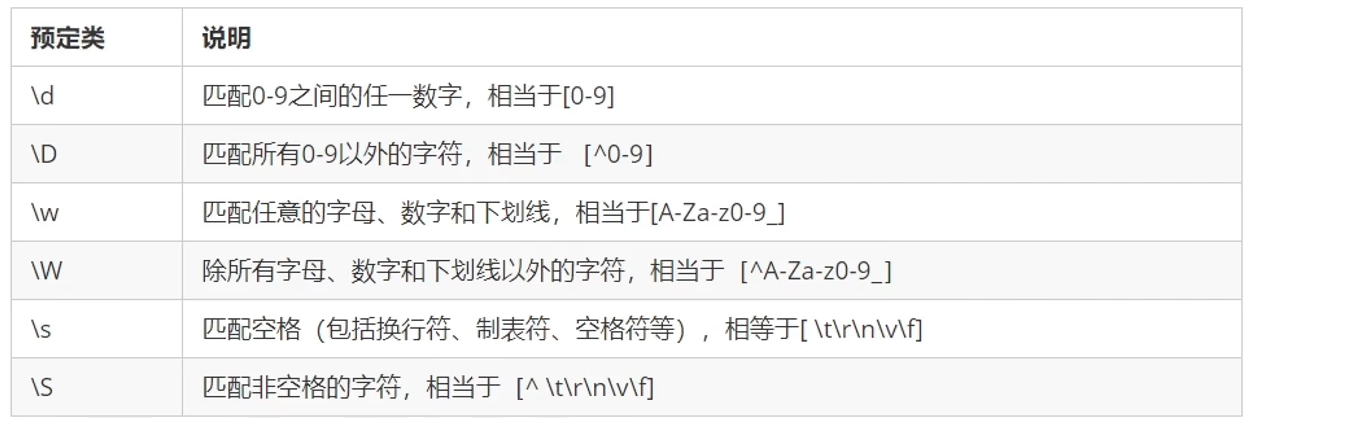 预定类 说明
\d 匹配0-9之间的任一数字，相当于[0-9]
\D 匹配所有0-9以外的字符，相当于 [^0-9]
\w 匹配任意的字母、数字和下划线，相当于[A-Za-z0-9_]
\W 除所有字母、数字和下划线以外的字符，相当于 [^A-Za-z0-9_]
\s 匹配空格（包括换行符、制表符、空格符等），相等于[ \t\r\n\v\f]
\S 匹配非空格的字符，相当于 [^ \t\r\n\v\f]